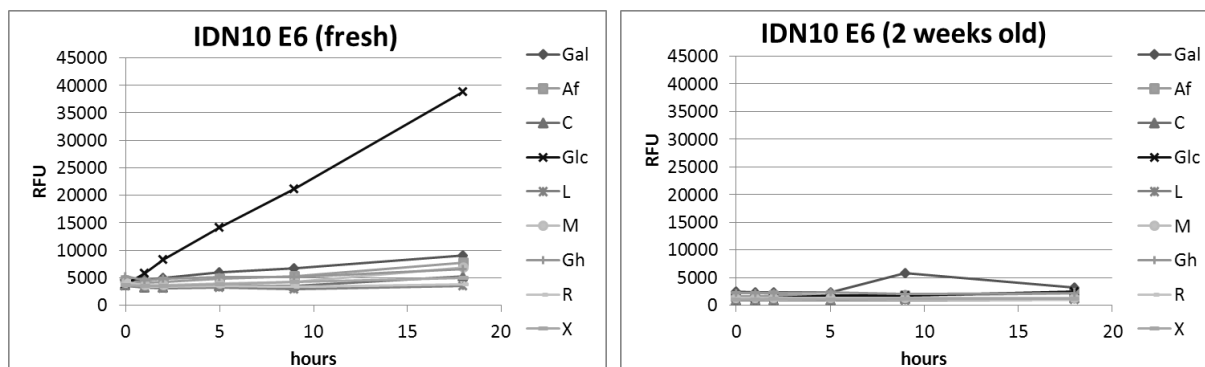 IDN10 E6 (fresh)
45000
40000
35000
30000
25000
20000
15000
10000
5000
0
RFU
0 5 10 15 20
hours
Gal
Af
C
Glc
L
M
Gh
R
X
IDN10 E6 (2 weeks old)
45000
40000
35000
30000
25000
20000
15000
10000
5000
0
RFU
0 5 10 15 20
hours
Gal
Af
C
Glc
L
M
Gh
R
X